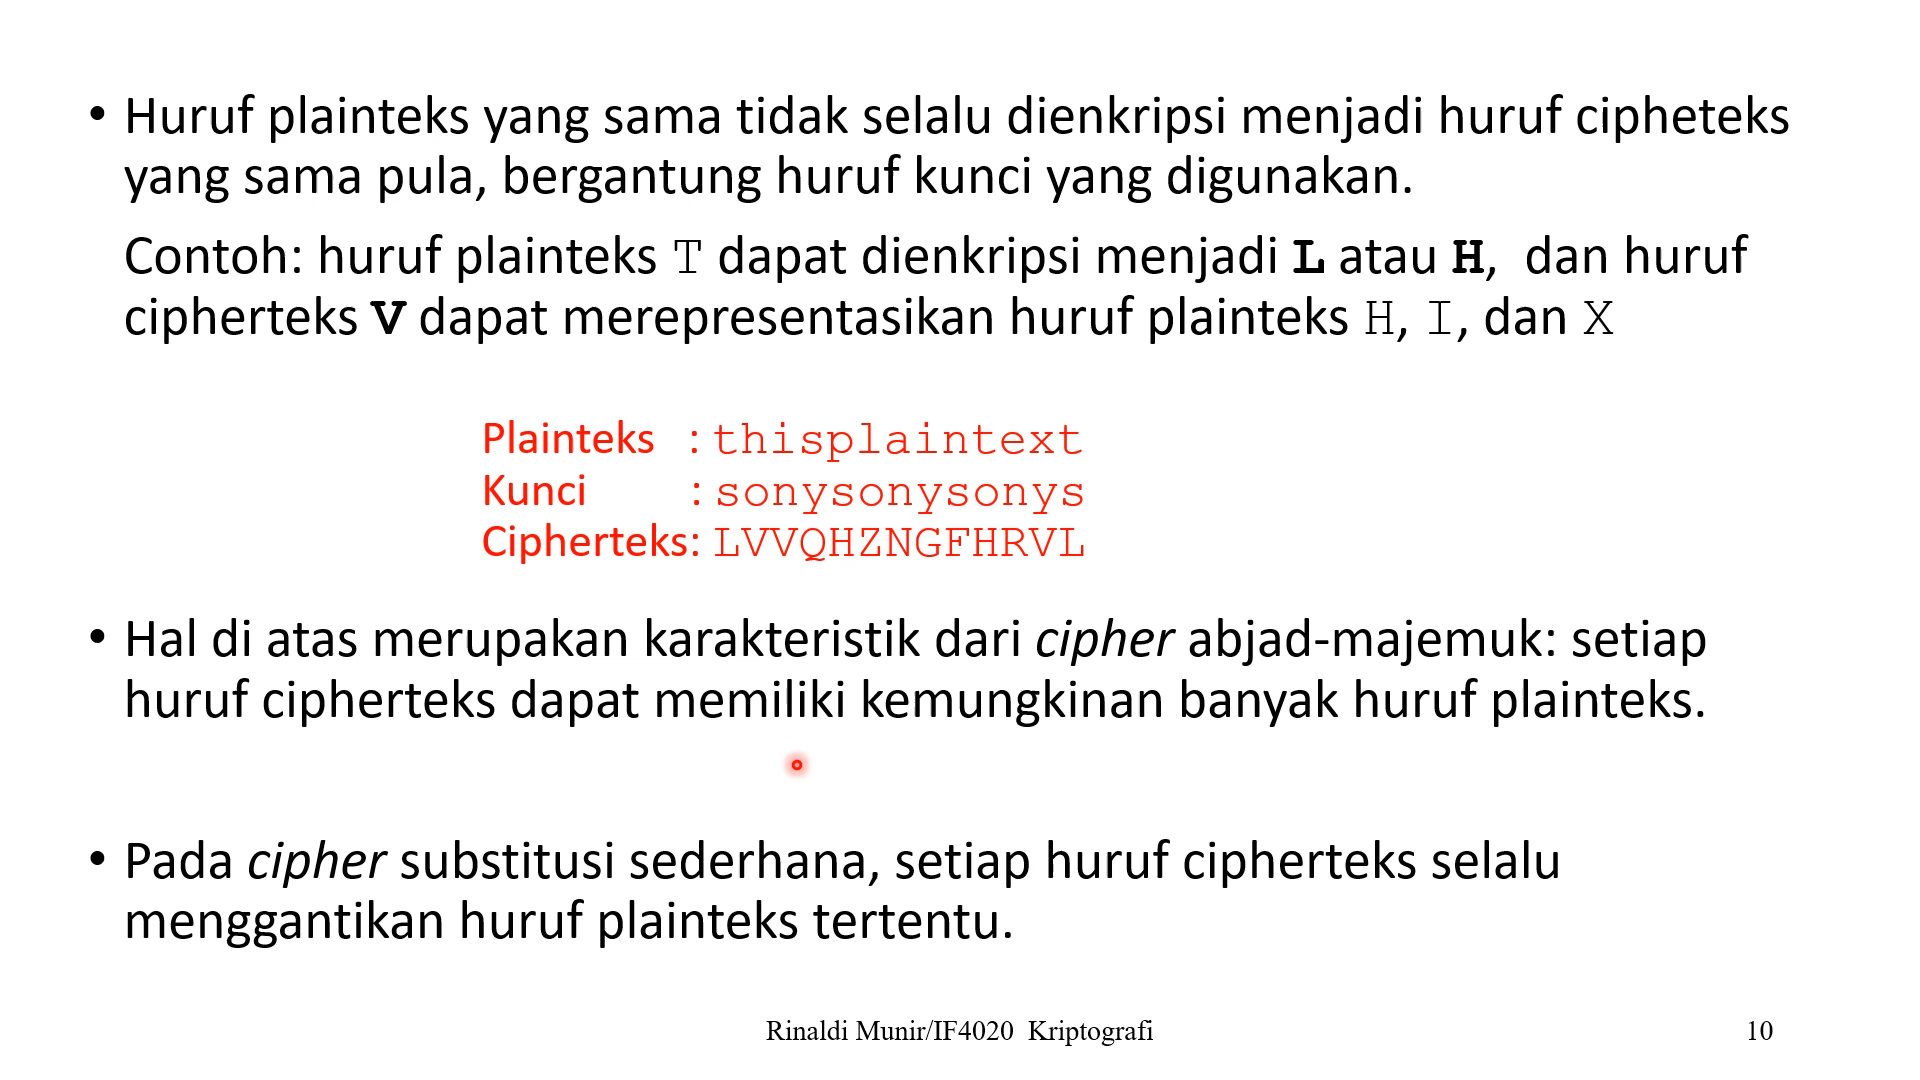 • Huruf plainteks yang sama tidak selalu dienkripsi menjadi huruf cipheteks
yang sama pula, bergantung huruf kunci yang digunakan.
Contoh: huruf plainteks T dapat dienkripsi menjadi L atau H, dan huruf
cipherteks V dapat merepresentasikan huruf plainteks H, I, dan X
Plainteks : thisplaintext
Kunci : sonysonysonys
Cipherteks: LVVQHZNGFHRVL
• Hal di atas merupakan karakteristik dari cipher abjad-majemuk: setiap
huruf cipherteks dapat memiliki kemungkinan banyak huruf plainteks.
• Pada cipher substitusi sederhana, setiap huruf cipherteks selalu
menggantikan huruf plainteks tertentu.
Rinaldi Munir/IF4020 Kriptografi
10